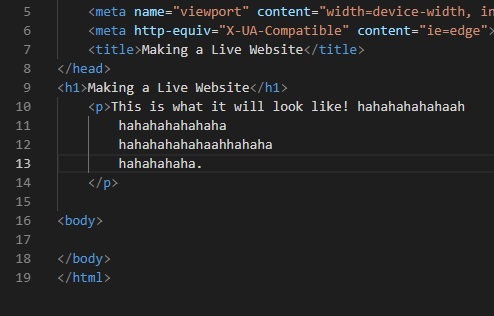 5 <meta name="viewport" content="width=device-width, in
6 <meta http-equiv="X-UA-Compatible" content="ie=edge">
7 <title>Making a Live Website</title>
8 </head>
9 <h1>Making a Live Website</h1>
10 <p>This is what it will look like! hahahahahahaah
11 hahahahahahaha
12 hahahahahahaahhahaha
13 hahahahaha.
14 </p>
15
16 <body>
17
18 </body>
19 </html>